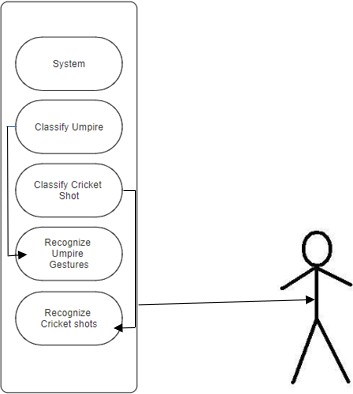 System
Classify Umpire
Classify Cricket
Shot
Recognize
Umpire
Gestures
Recognize
Cricket shots